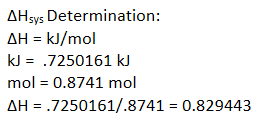 ΔHsys Determination:
ΔH = kJ/mol
kJ =  .7250161 kJ
mol = 0.8741 mol
ΔH = .7250161/.8741 = 0.829443